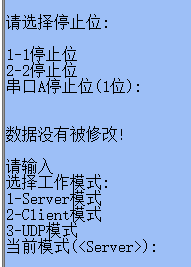 请选择停止位:
1-1停止位
2-2停止位
串口A停止位(1位):
数据没有被修改!
请输入
选择工作模式:
1-Server模式
2-Client模式
3-UDP模式
当前模式(<Server>):